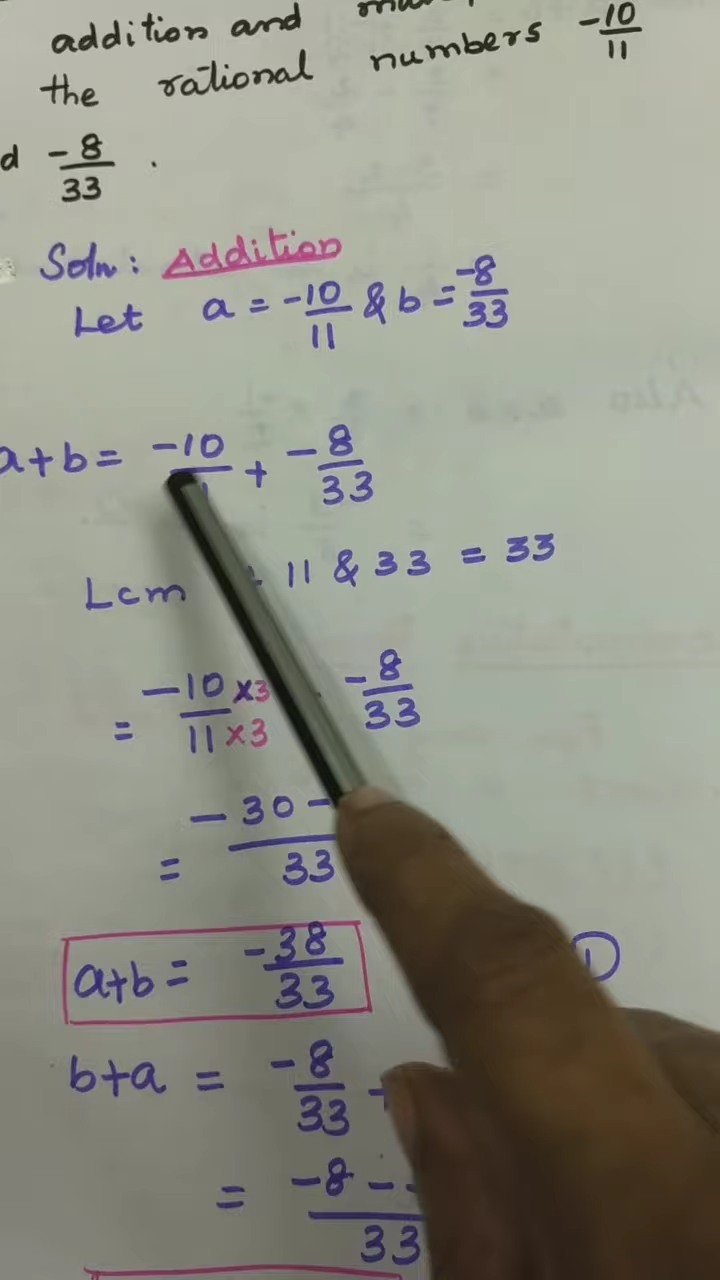 addition and
the rational numbers -10/11
d -8/33 .
Soln: Addition
Let a = -10/11 & b = -8/33
a+b = -10/ + -8/33
Lcm 11 & 33 = 33
= -10 ×3/11 ×3 -8/33
= -30 -/33
a+b = -38/33 ①
b+a = -8/33
= -8 -/33